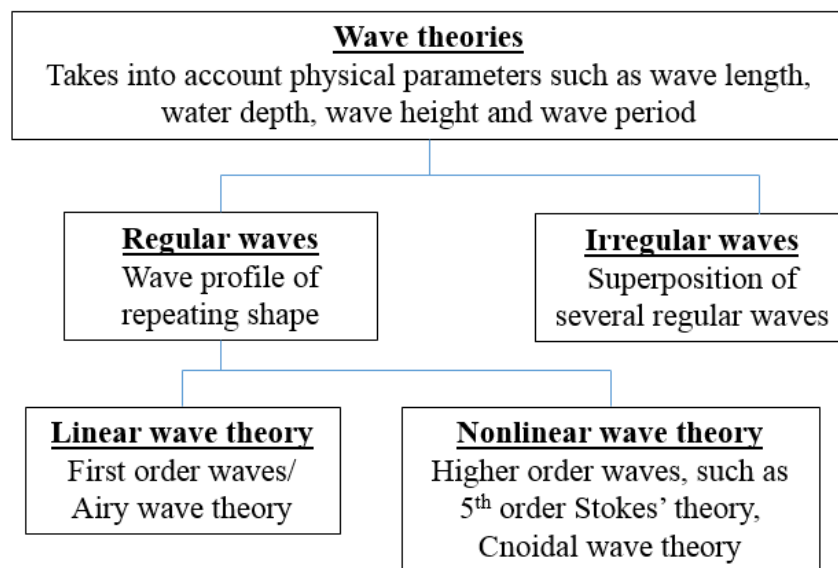 Wave theories
Takes into account physical parameters such as wave length,
water depth, wave height and wave period
Regular waves
Wave profile of
repeating shape
Irregular waves
Superposition of
several regular waves
Linear wave theory
First order waves/
Airy wave theory
Nonlinear wave theory
Higher order waves, such as
5th order Stokes’ theory,
Cnoidal wave theory